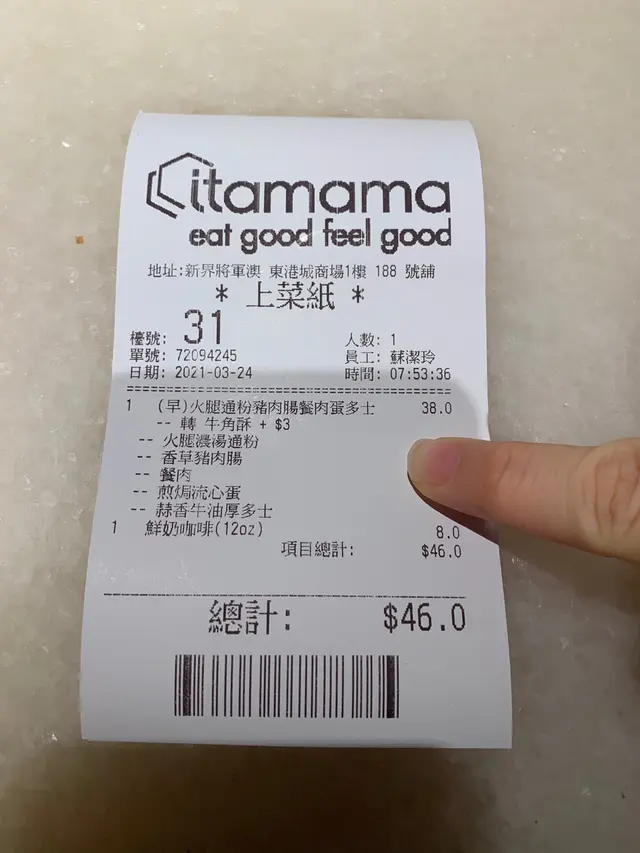 Citamama
eat good feel good
地址:新界將軍澳 東港城商場1樓 188 號舖
* 上菜紙 *
檯號: 31
人數: 1
單號: 72094245
員工: 蘇潔玲
日期: 2021-03-24
時間: 07:53:36
1 (早)火腿通粉豬肉腸餐肉蛋多士 38.0
-- 轉 牛角酥 + $3
-- 火腿濃湯通粉
-- 香草豬肉腸
-- 餐肉
-- 煎焗流心蛋
-- 蒜香牛油厚多士
1 鮮奶咖啡(12oz) 8.0
項目總計: $46.0
總計: $46.0